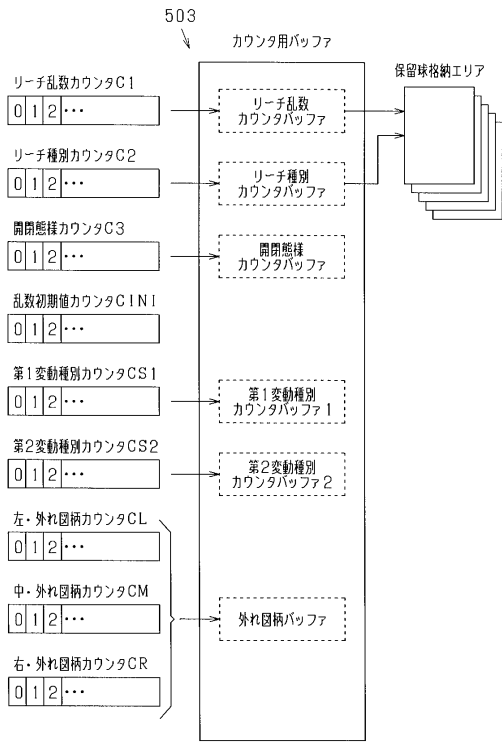 503
カウンタ用バッファ
保留球格納エリア
リーチ乱数カウンタC1
0 1 2 ･･･
リーチ乱数
カウンタバッファ
リーチ種別カウンタC2
0 1 2 ･･･
リーチ種別
カウンタバッファ
開閉態様カウンタC3
0 1 2 ･･･
開閉態様
カウンタバッファ
乱数初期値カウンタCINI
0 1 2 ･･･
第1変動種別カウンタCS1
0 1 2 ･･･
第1変動種別
カウンタバッファ1
第2変動種別カウンタCS2
0 1 2 ･･･
第2変動種別
カウンタバッファ2
左・外れ図柄カウンタCL
0 1 2 ･･･
中・外れ図柄カウンタCM
0 1 2 ･･･
外れ図柄バッファ
右・外れ図柄カウンタCR
0 1 2 ･･･